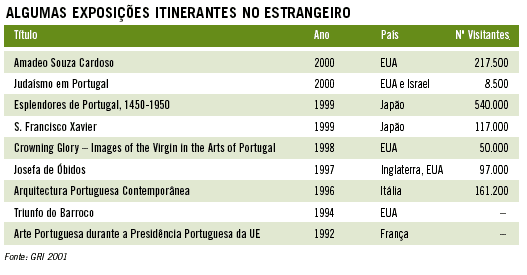 ALGUMAS EXPOSIÇÕES ITINERANTES NO ESTRANGEIRO
Título Ano País Nº Visitantes
Amadeo Souza Cardoso 2000 EUA 217.500
Judaísmo em Portugal 2000 EUA e Israel 8.500
Esplendores de Portugal, 1450-1950 1999 Japão 540.000
S. Francisco Xavier 1999 Japão 117.000
Crowning Glory – Images of the Virgin in the Arts of Portugal 1998 EUA 50.000
Josefa de Óbidos 1997 Inglaterra, EUA 97.000
Arquitectura Portuguesa Contemporânea 1996 Itália 161.200
Triunfo do Barroco 1994 EUA –
Arte Portuguesa durante a Presidência Portuguesa da UE 1992 França –
Fonte: GRI 2001